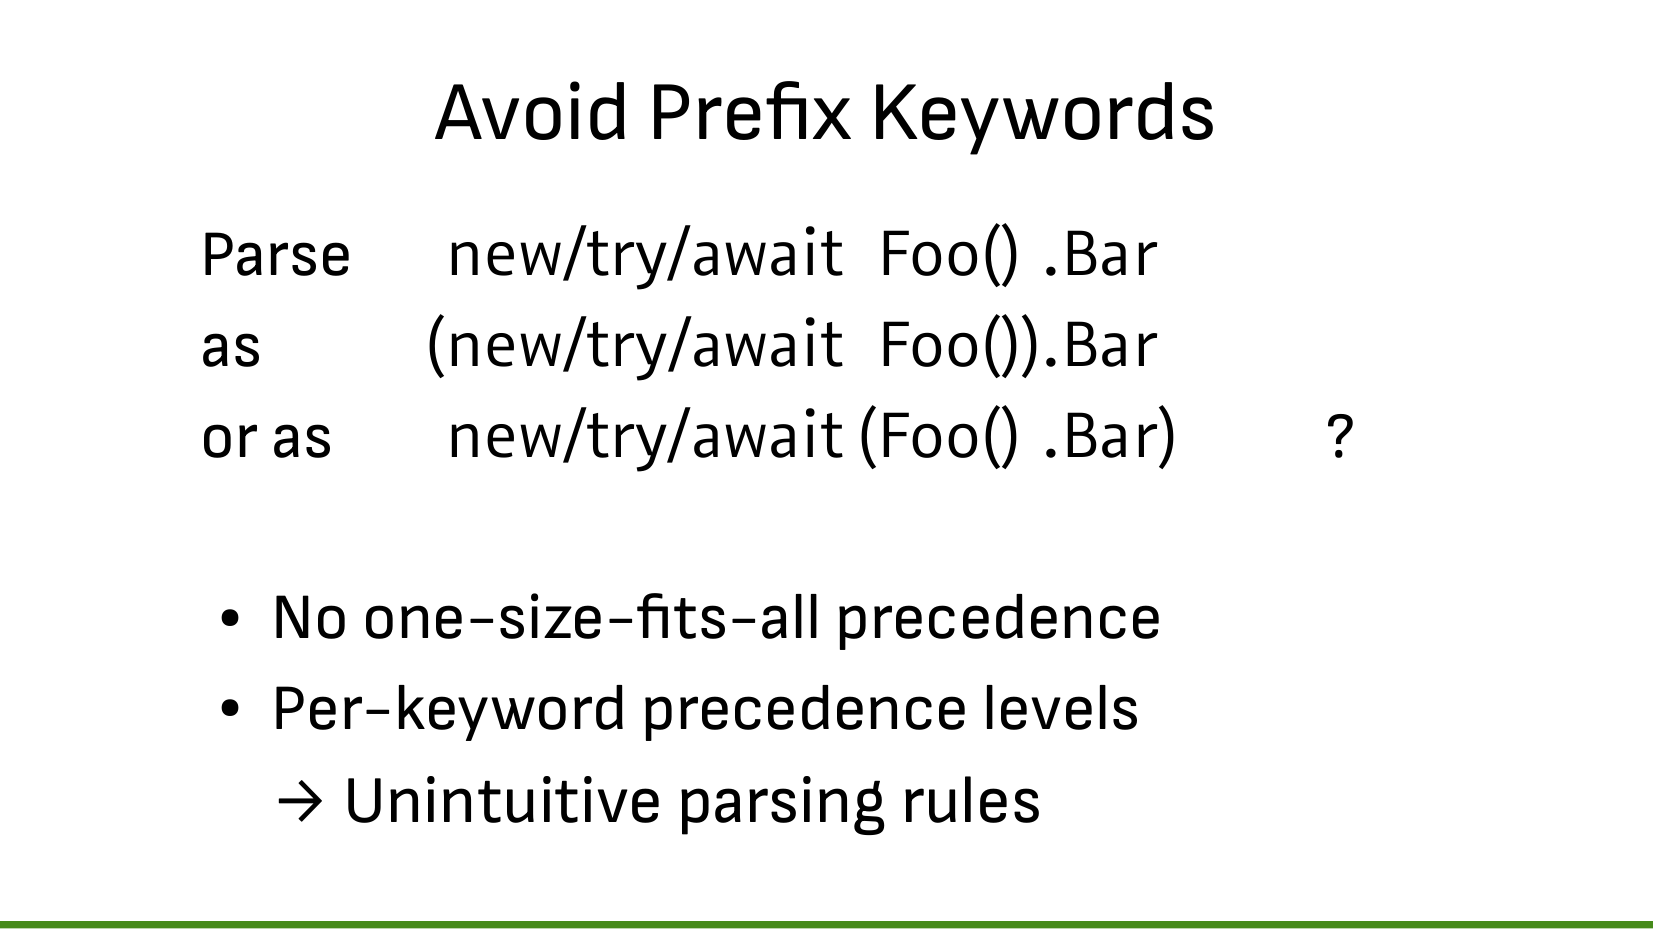 Avoid Prefix Keywords
Parse new/try/await Foo() .Bar
as (new/try/await Foo()).Bar
or as new/try/await (Foo() .Bar) ?
• No one-size-fits-all precedence
• Per-keyword precedence levels
→ Unintuitive parsing rules